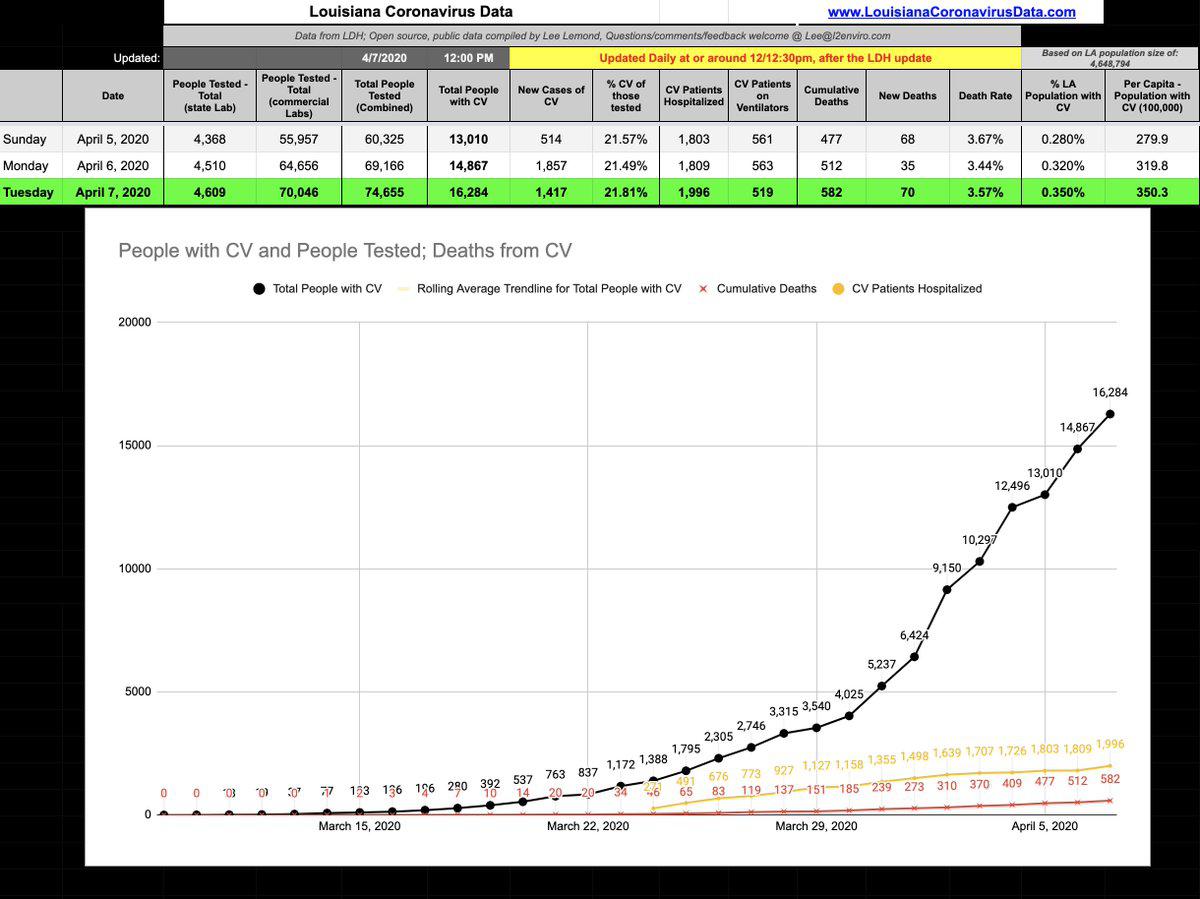 Louisiana Coronavirus Data www.LouisianaCoronavirusData.com
Data from LDH; Open source, public data compiled by Lee Lemond, Questions/comments/feedback welcome @ Lee@l2enviro.com
Updated: 4/7/2020 12:00 PM Updated Daily at or around 12/12:30pm, after the LDH update Based on LA population size of: 4,648,794
Date People Tested - Total (state Lab) People Tested - Total (commercial Labs) Total People Tested (Combined) Total People with CV New Cases of CV % CV of those tested CV Patients Hospitalized CV Patients on Ventilators Cumulative Deaths New Deaths Death Rate % LA Population with CV Per Capita - Population with CV (100,000)
Sunday April 5, 2020 4,368 55,957 60,325 13,010 514 21.57% 1,803 561 477 68 3.67% 0.280% 279.9
Monday April 6, 2020 4,510 64,656 69,166 14,867 1,857 21.49% 1,809 563 512 35 3.44% 0.320% 319.8
Tuesday April 7, 2020 4,609 70,046 74,655 16,284 1,417 21.81% 1,996 519 582 70 3.57% 0.350% 350.3
People with CV and People Tested; Deaths from CV
Total People with CV Rolling Average Trendline for Total People with CV Cumulative Deaths CV Patients Hospitalized
20000
15000
10000
5000
0
16,284
14,867
13,010
12,496
10,297
9,150
6,424
5,237
4,025
3,540
3,315
2,746
2,305
1,795
1,388
1,172
837
763
537
392
280
491 676 773 927 1,127 1,158 1,355 1,498 1,639 1,707 1,726 1,803 1,809 1,996
0 0 4 7 10 14 20 20 34 46 65 83 119 137 151 185 239 273 310 370 409 477 512 582
March 15, 2020 March 22, 2020 March 29, 2020 April 5, 2020